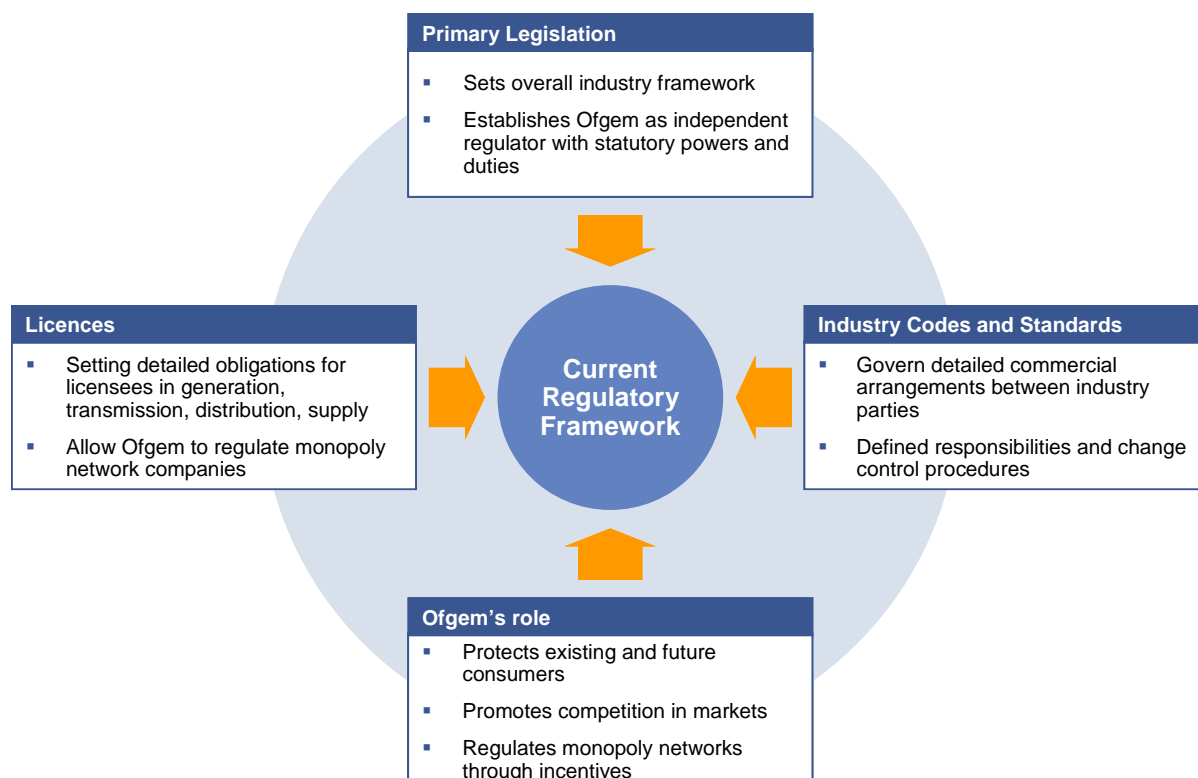 Primary Legislation
▪ Sets overall industry framework
▪ Establishes Ofgem as independent
regulator with statutory powers and
duties
Licences
▪ Setting detailed obligations for
licensees in generation,
transmission, distribution, supply
▪ Allow Ofgem to regulate monopoly
network companies
Current
Regulatory
Framework
Industry Codes and Standards
▪ Govern detailed commercial
arrangements between industry
parties
▪ Defined responsibilities and change
control procedures
Ofgem’s role
▪ Protects existing and future
consumers
▪ Promotes competition in markets
▪ Regulates monopoly networks
through incentives